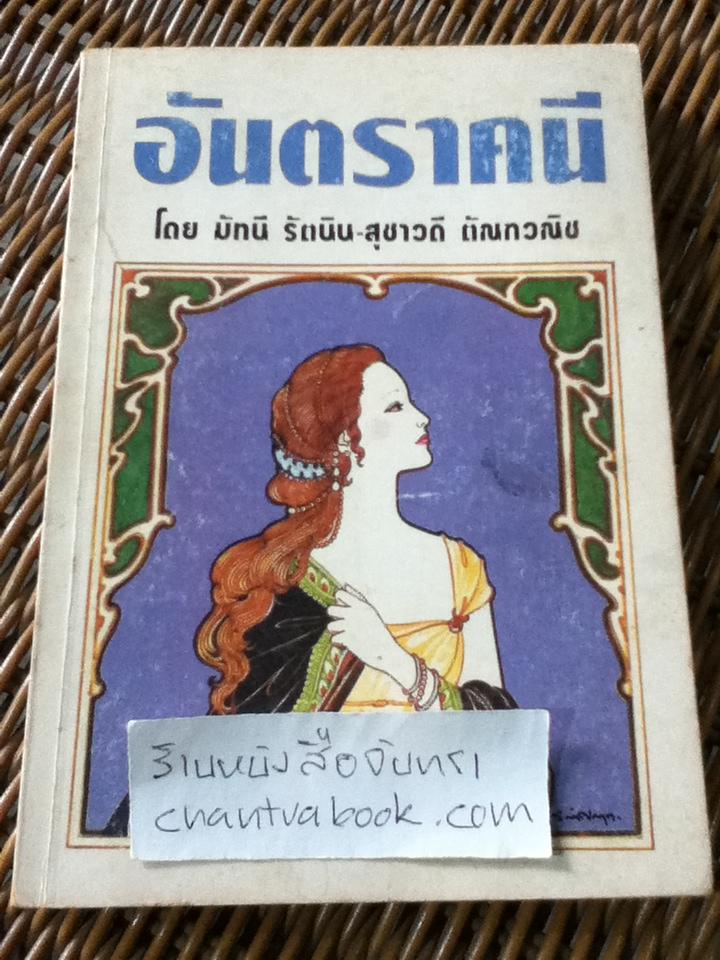 อันตราคนี
โดย มัทนี รัตนิน-สุชาวดี ตัณฑวณิช
ร้านหนังสือจันทรา
chantrabook.com